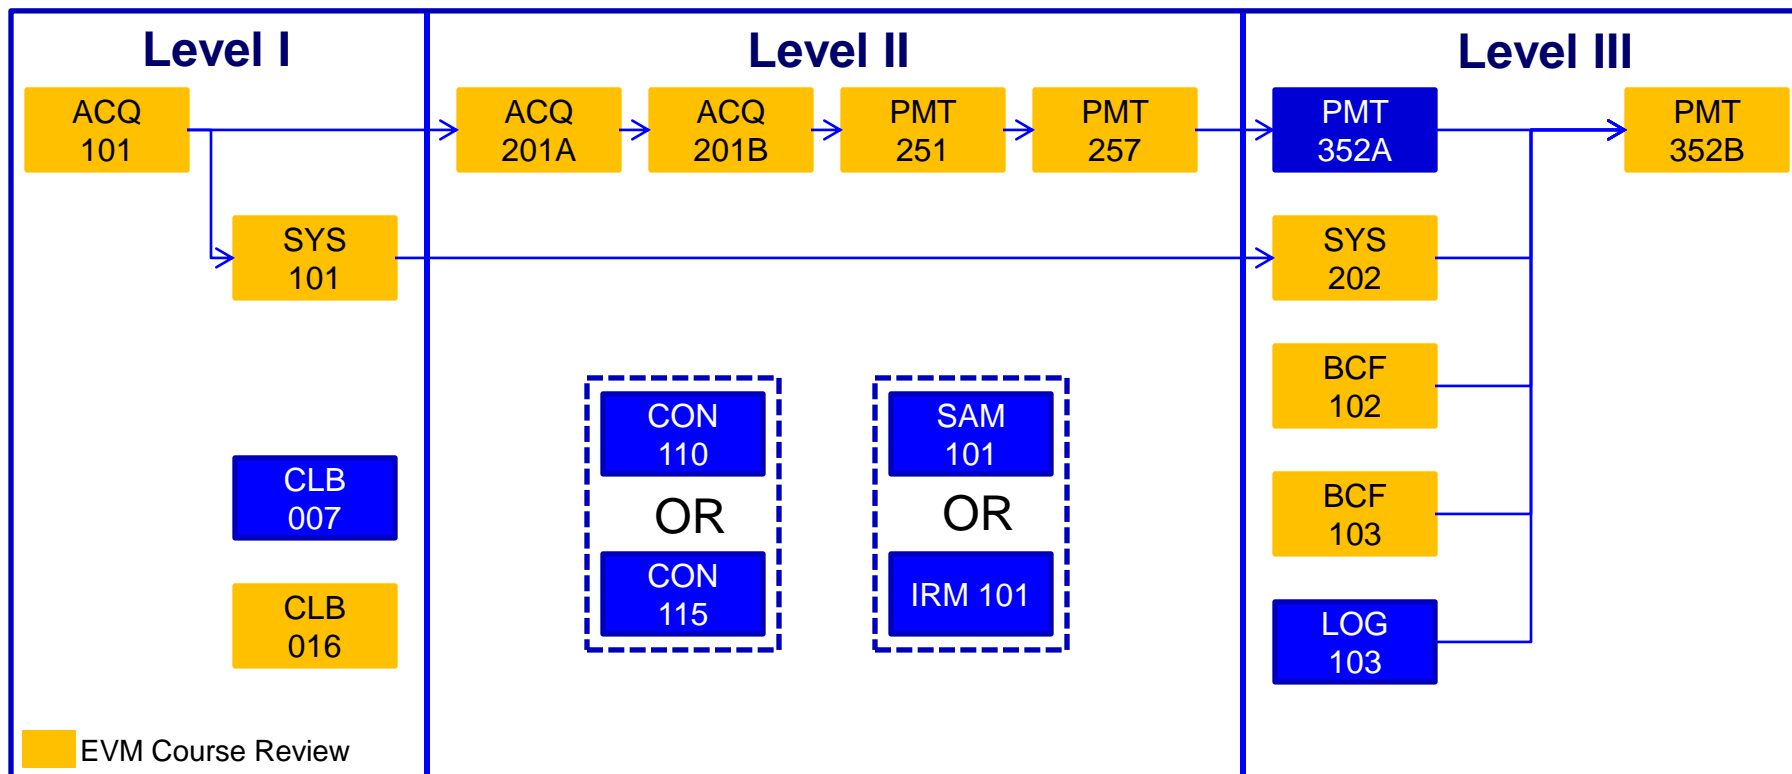 Level I
Level II
Level III
ACQ
101
ACQ
201A
ACQ
201B
PMT
251
PMT
257
PMT
352A
PMT
352B
SYS
101
SYS
202
CON
110
OR
CON
115
SAM
101
OR
IRM 101
BCF
102
BCF
103
LOG
103
CLB
007
CLB
016
EVM Course Review